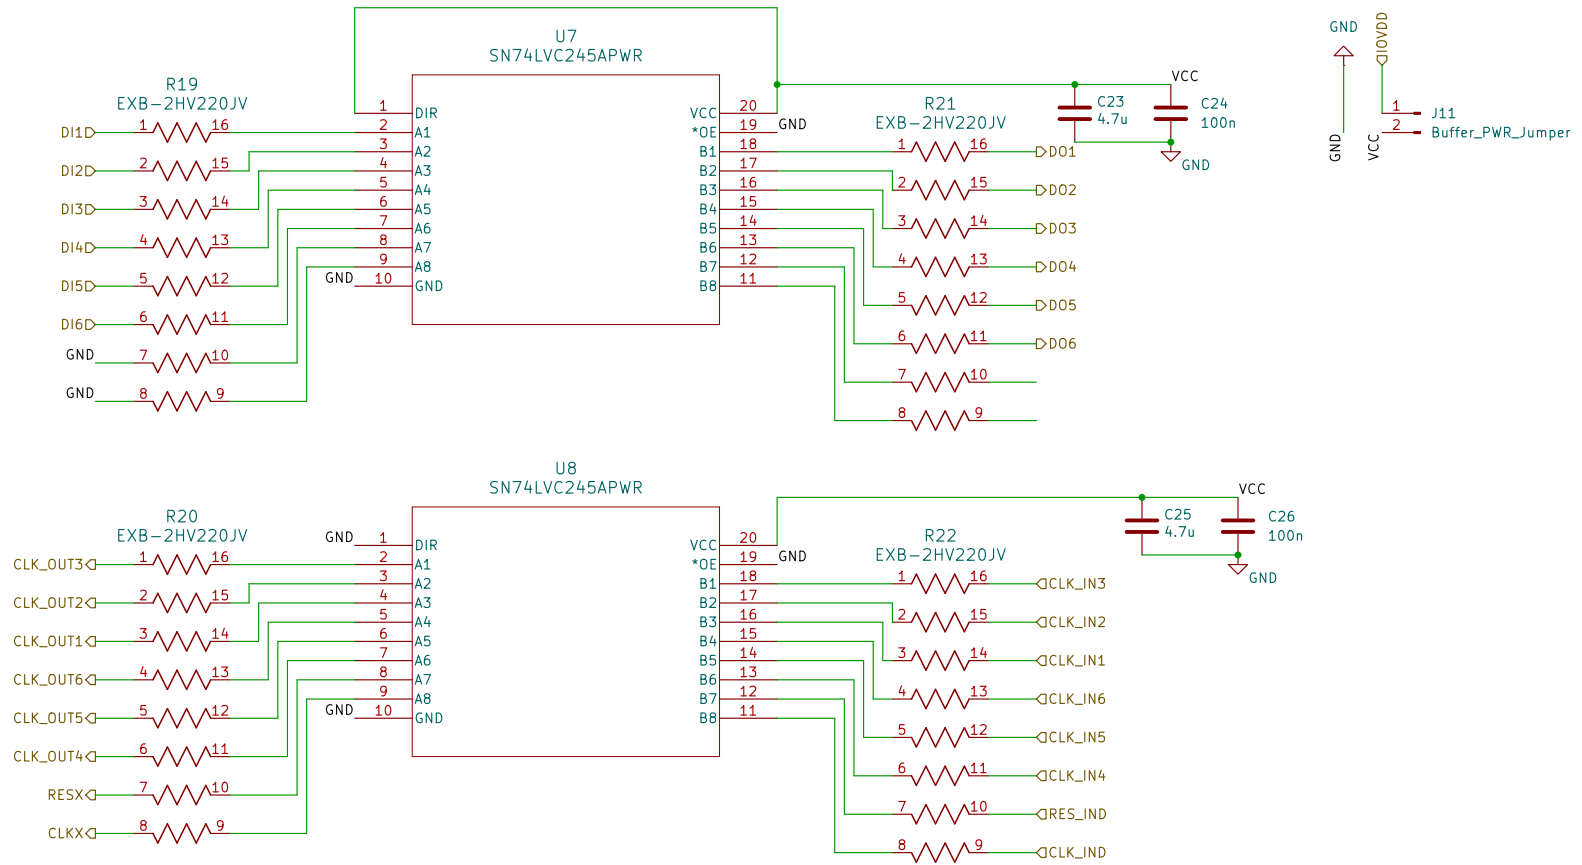 U7
SN74LVC245APWR
R19
EXB-2HV220JV
DI1 1 16
DI2 2 15
DI3 3 14
DI4 4 13
DI5 5 12
DI6 6 11
GND 7 10
GND 8 9
1 DIR
2 A1
3 A2
4 A3
5 A4
6 A5
7 A6
8 A7
9 A8
GND 10 GND
VCC 20
*OE 19 GND
B1 18
B2 17
B3 16
B4 15
B5 14
B6 13
B7 12
B8 11
R21
EXB-2HV220JV
1 16 DO1
2 15 DO2
3 14 DO3
4 13 DO4
5 12 DO5
6 11 DO6
7 10
8 9
VCC
C23
4.7u
C24
100n
GND
GND
GND
IOVDD
VCC
1
2
J11
Buffer_PWR_Jumper
U8
SN74LVC245APWR
R20
EXB-2HV220JV
CLK_OUT3 1 16
CLK_OUT2 2 15
CLK_OUT1 3 14
CLK_OUT6 4 13
CLK_OUT5 5 12
CLK_OUT4 6 11
RESX 7 10
CLKX 8 9
GND 1 DIR
2 A1
3 A2
4 A3
5 A4
6 A5
7 A6
8 A7
9 A8
GND 10 GND
VCC 20
*OE 19 GND
B1 18
B2 17
B3 16
B4 15
B5 14
B6 13
B7 12
B8 11
R22
EXB-2HV220JV
1 16 CLK_IN3
2 15 CLK_IN2
3 14 CLK_IN1
4 13 CLK_IN6
5 12 CLK_IN5
6 11 CLK_IN4
7 10 RES_IND
8 9 CLK_IND
VCC
C25
4.7u
C26
100n
GND